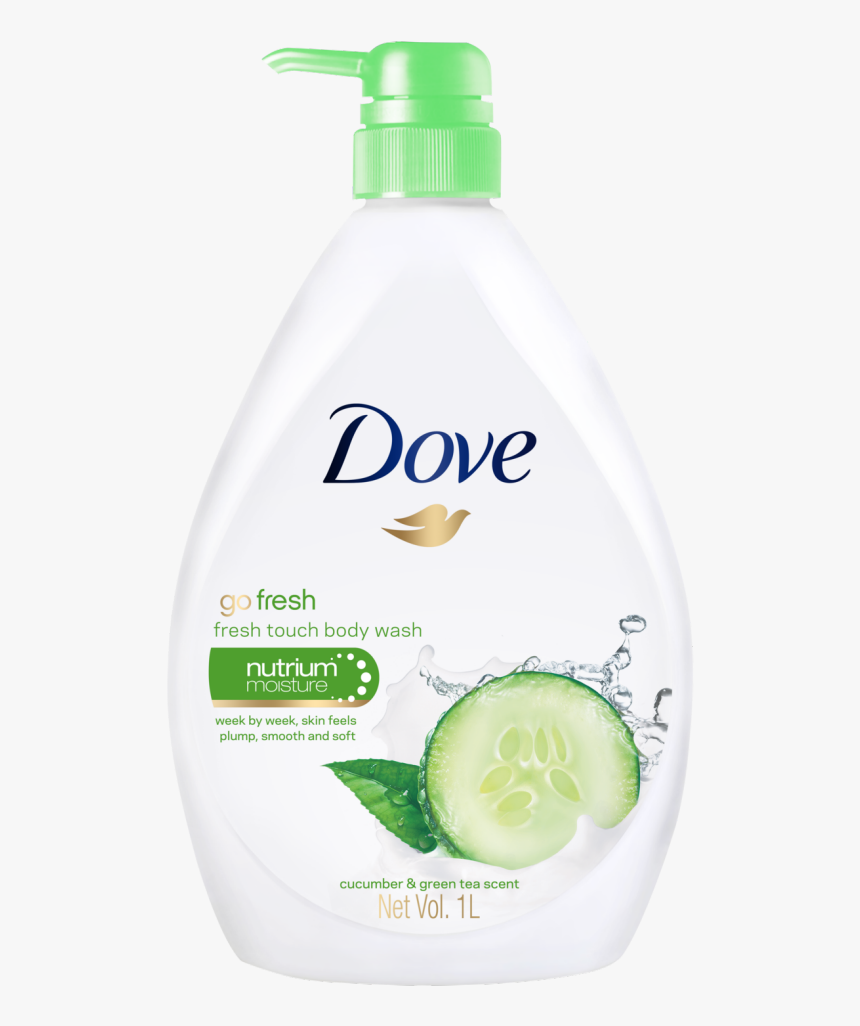 Dove
go fresh
fresh touch body wash
nutrium
moisture
week by week, skin feels
plump, smooth and soft
cucumber & green tea scent
Net Vol. 1L